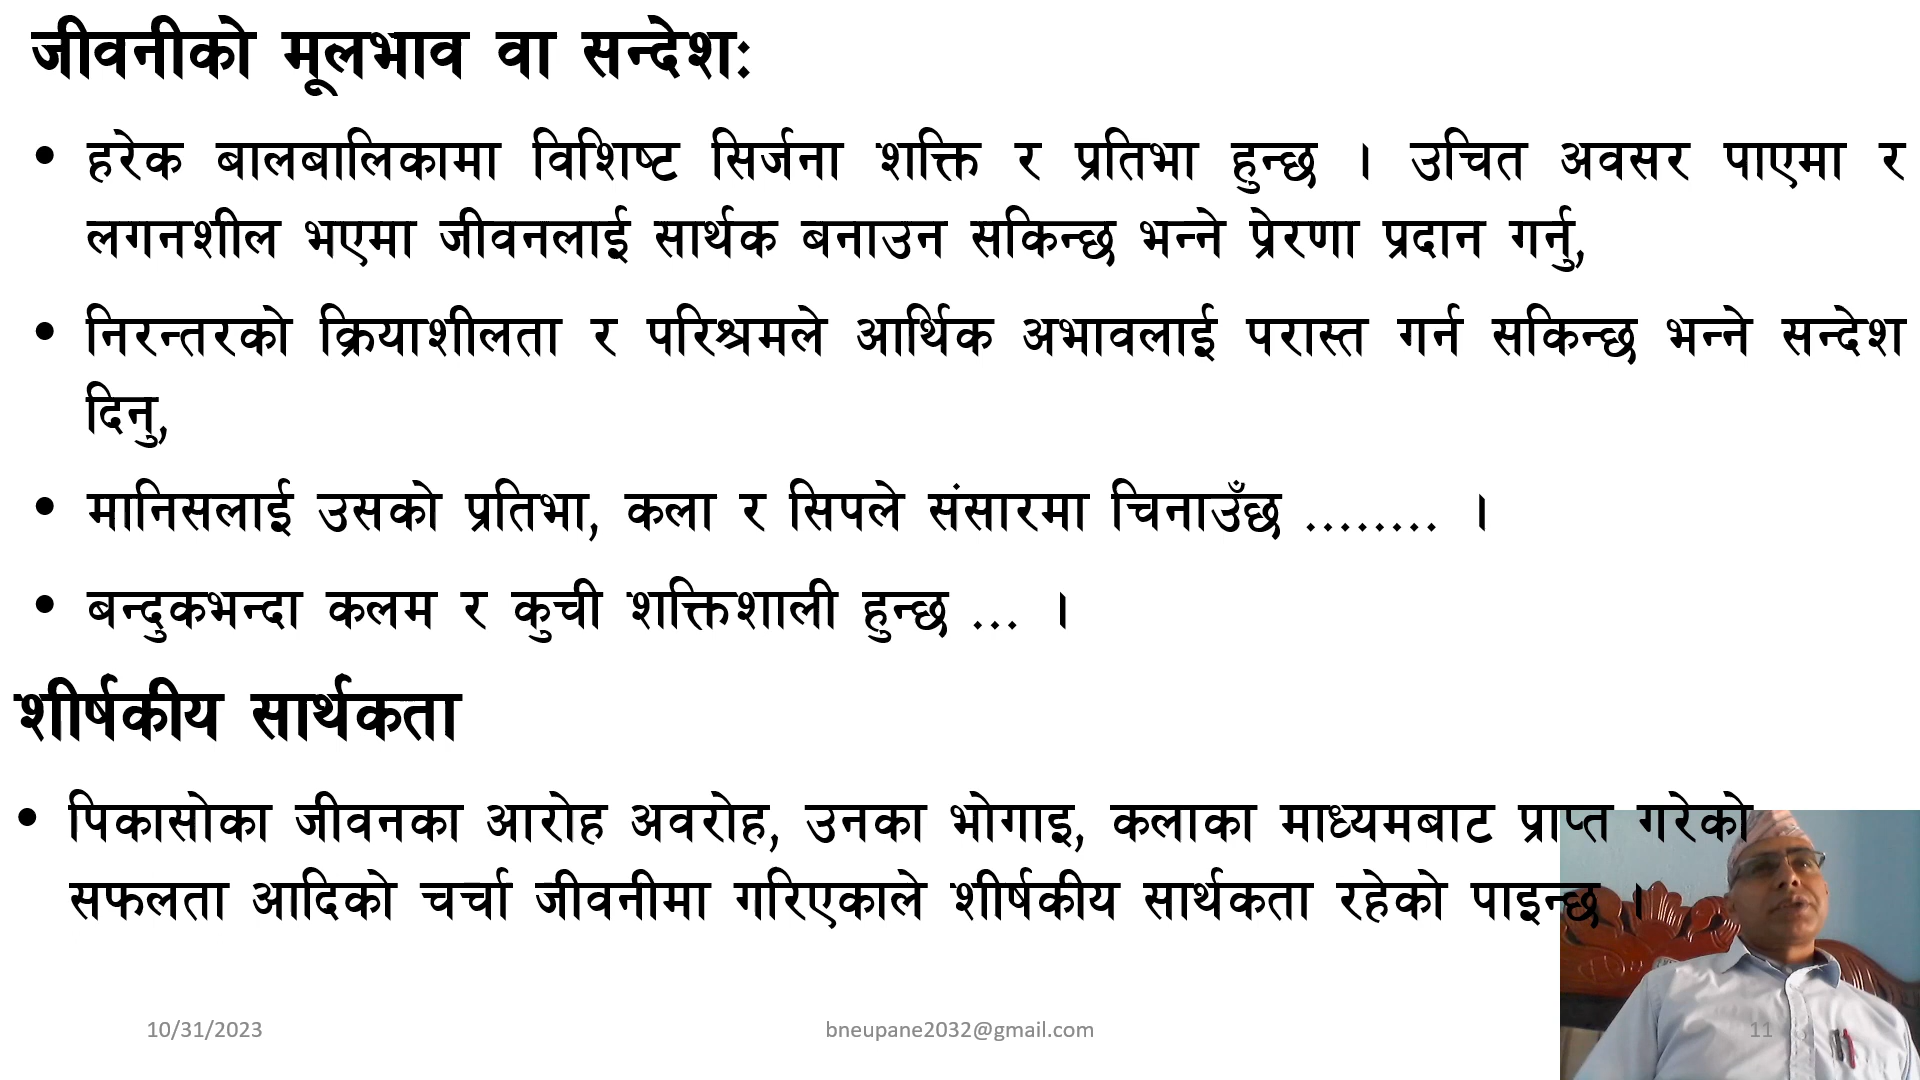 जीवनीको मूलभाव वा सन्देशः
• हरेक बालबालिकामा विशिष्ट सिर्जना शक्ति र प्रतिभा हुन्छ । उचित अवसर पाएमा र
लगनशील भएमा जीवनलाई सार्थक बनाउन सकिन्छ भन्ने प्रेरणा प्रदान गर्नु,
• निरन्तरको क्रियाशीलता र परिश्रमले आर्थिक अभावलाई परास्त गर्न सकिन्छ भन्ने सन्देश
दिनु,
• मानिसलाई उसको प्रतिभा, कला र सिपले संसारमा चिनाउँछ ........ ।
• बन्दुकभन्दा कलम र कुची शक्तिशाली हुन्छ ... ।
शीर्षकीय सार्थकता
• पिकासोका जीवनका आरोह अवरोह, उनका भोगाइ, कलाका माध्यमबाट प्राप्त गरेको
सफलता आदिको चर्चा जीवनीमा गरिएकाले शीर्षकीय सार्थकता रहेको पाइन्छ ।
10/31/2023
bneupane2032@gmail.com
11